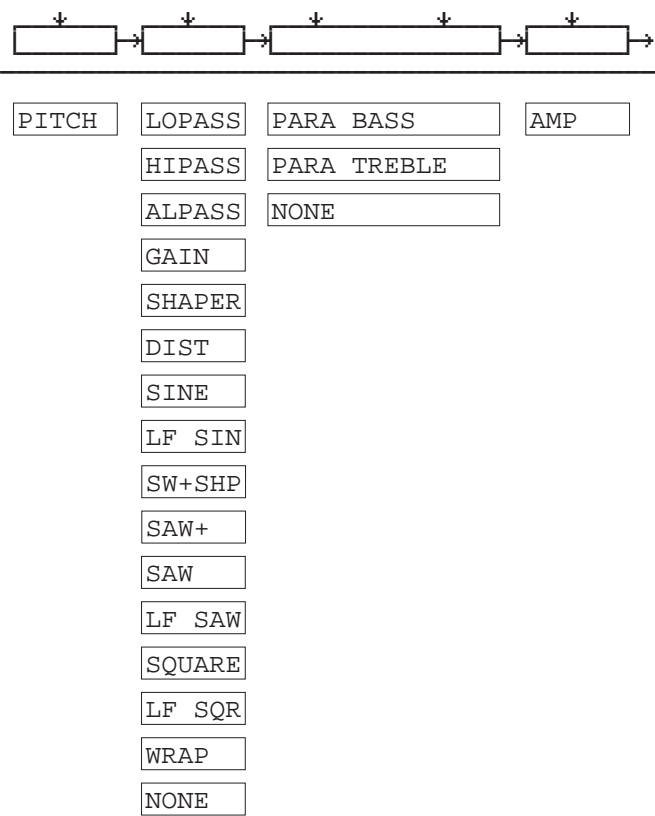 PITCH LOPASS PARA BASS AMP
HIPASS PARA TREBLE
ALPASS NONE
GAIN
SHAPER
DIST
SINE
LF SIN
SW+SHP
SAW+
SAW
LF SAW
SQUARE
LF SQR
WRAP
NONE